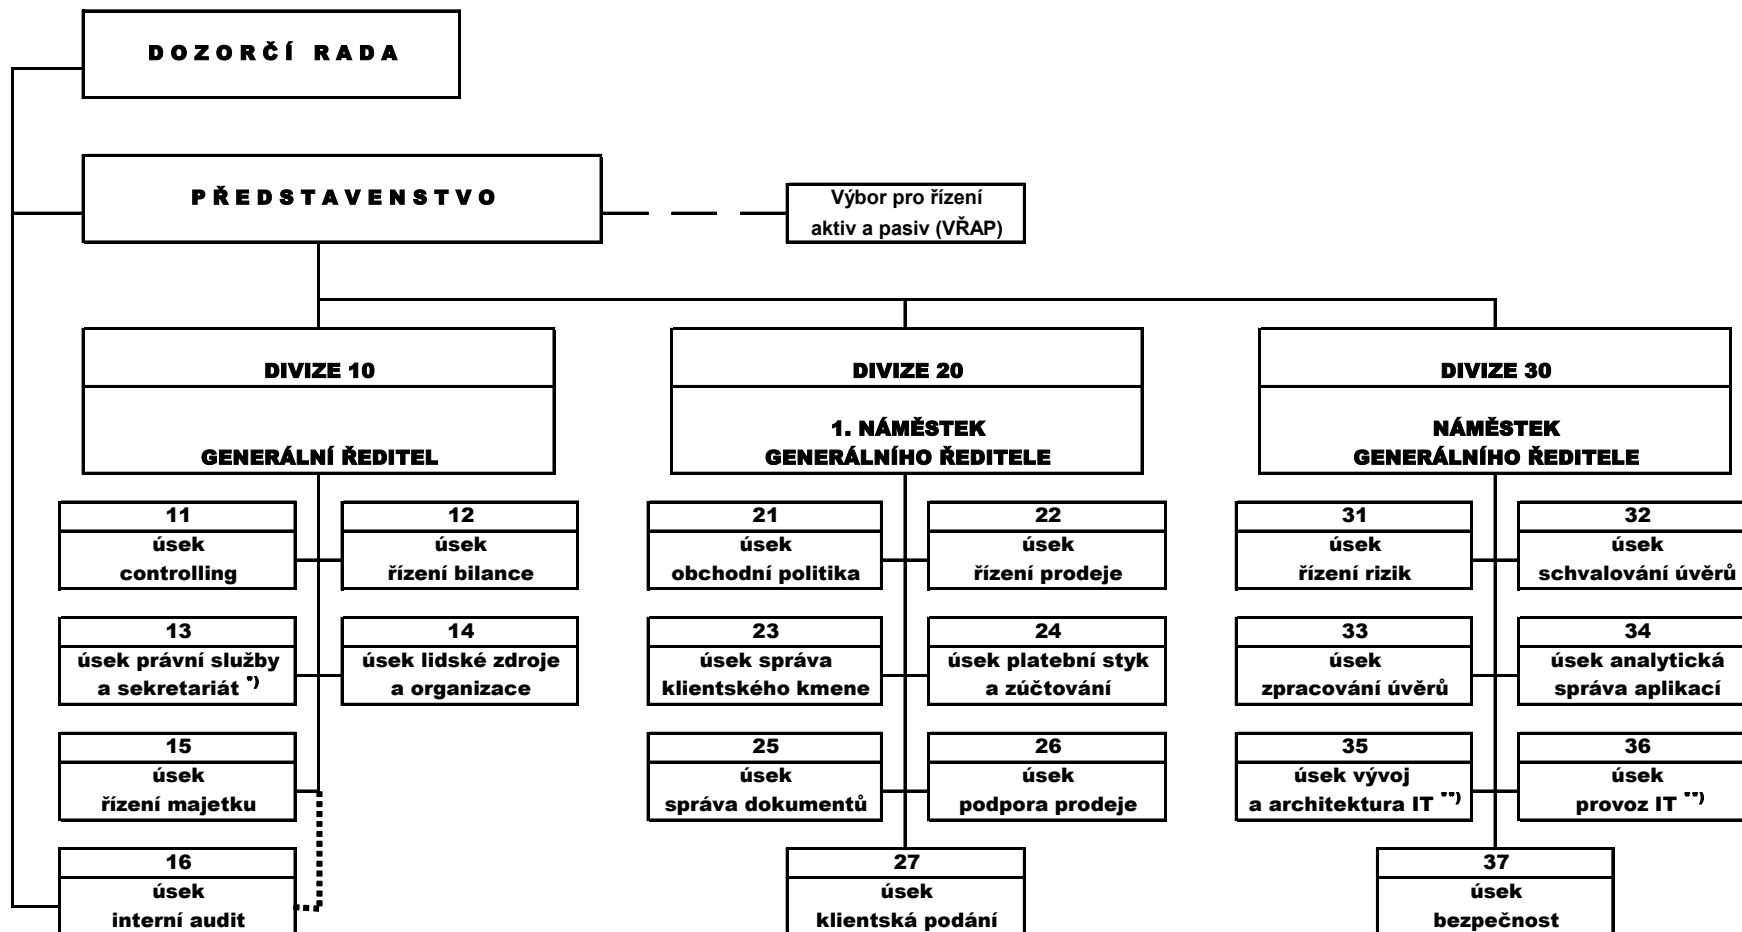 DOZORČÍ RADA
PŘEDSTAVENSTVO
Výbor pro řízení
aktiv a pasiv (VŘAP)
DIVIZE 10
GENERÁLNÍ ŘEDITEL
DIVIZE 20
1. NÁMĚSTEK
GENERÁLNÍHO ŘEDITELE
DIVIZE 30
NÁMĚSTEK
GENERÁLNÍHO ŘEDITELE
11
úsek
controlling
12
úsek
řízení bilance
21
úsek
obchodní politika
22
úsek
řízení prodeje
31
úsek
řízení rizik
32
úsek
schvalování úvěrů
13
úsek právní služby
a sekretariát *)
14
úsek lidské zdroje
a organizace
23
úsek správa
klientského kmene
24
úsek platební styk
a zúčtování
33
úsek
zpracování úvěrů
34
úsek analytická
správa aplikací
15
úsek
řízení majetku
25
úsek
správa dokumentů
26
úsek
podpora prodeje
35
úsek vývoj
a architektura IT **)
36
úsek
provoz IT **)
16
úsek
interní audit
27
úsek
klientská podání
37
úsek
bezpečnost